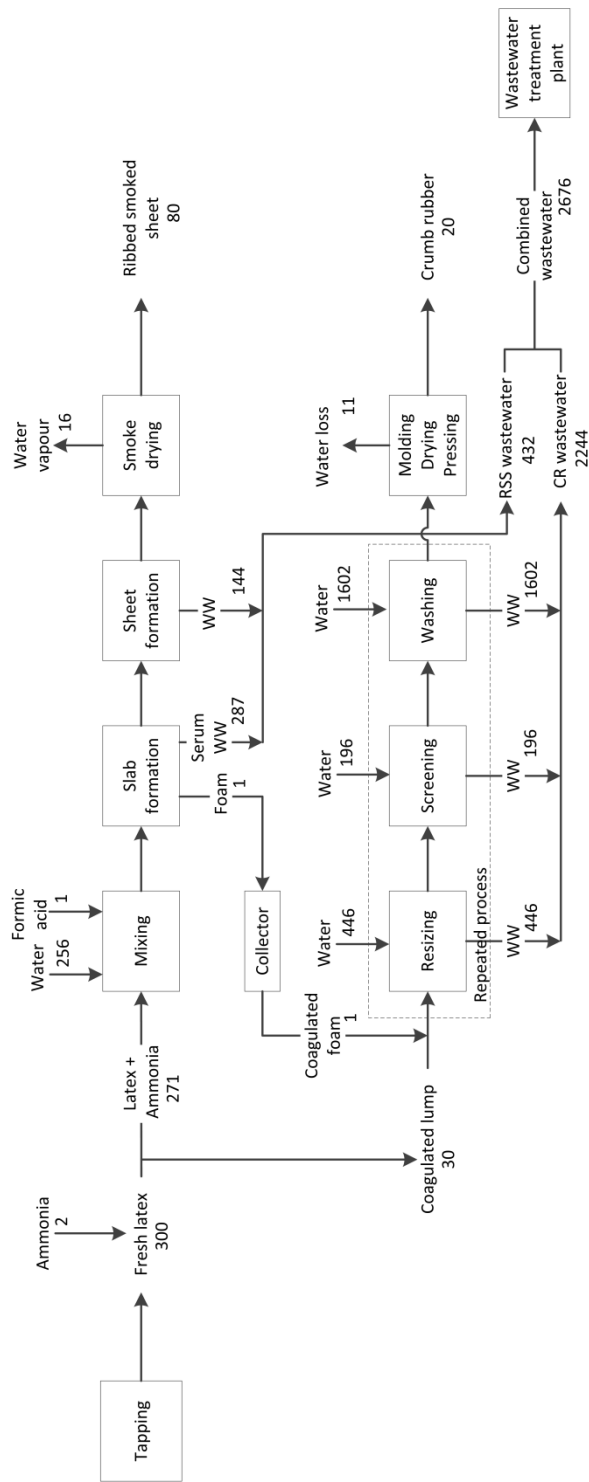 Tapping
Ammonia
2
Fresh latex
300
Latex +
Ammonia
271
Water
256
Formic
acid
1
Mixing
Slab
formation
Foam
1
Serum
WW
287
Sheet
formation
WW
144
Water
vapour
16
Smoke
drying
Ribbed smoked
sheet
80
Collector
Coagulated
foam
1
Coagulated lump
30
Water
446
Resizing
Repeated process
WW
446
Water
196
Screening
WW
196
Water
1602
Washing
WW
1602
Water loss
11
Molding
Drying
Pressing
Crumb rubber
20
RSS wastewater
432
CR wastewater
2244
Combined
wastewater
2676
Wastewater
treatment
plant